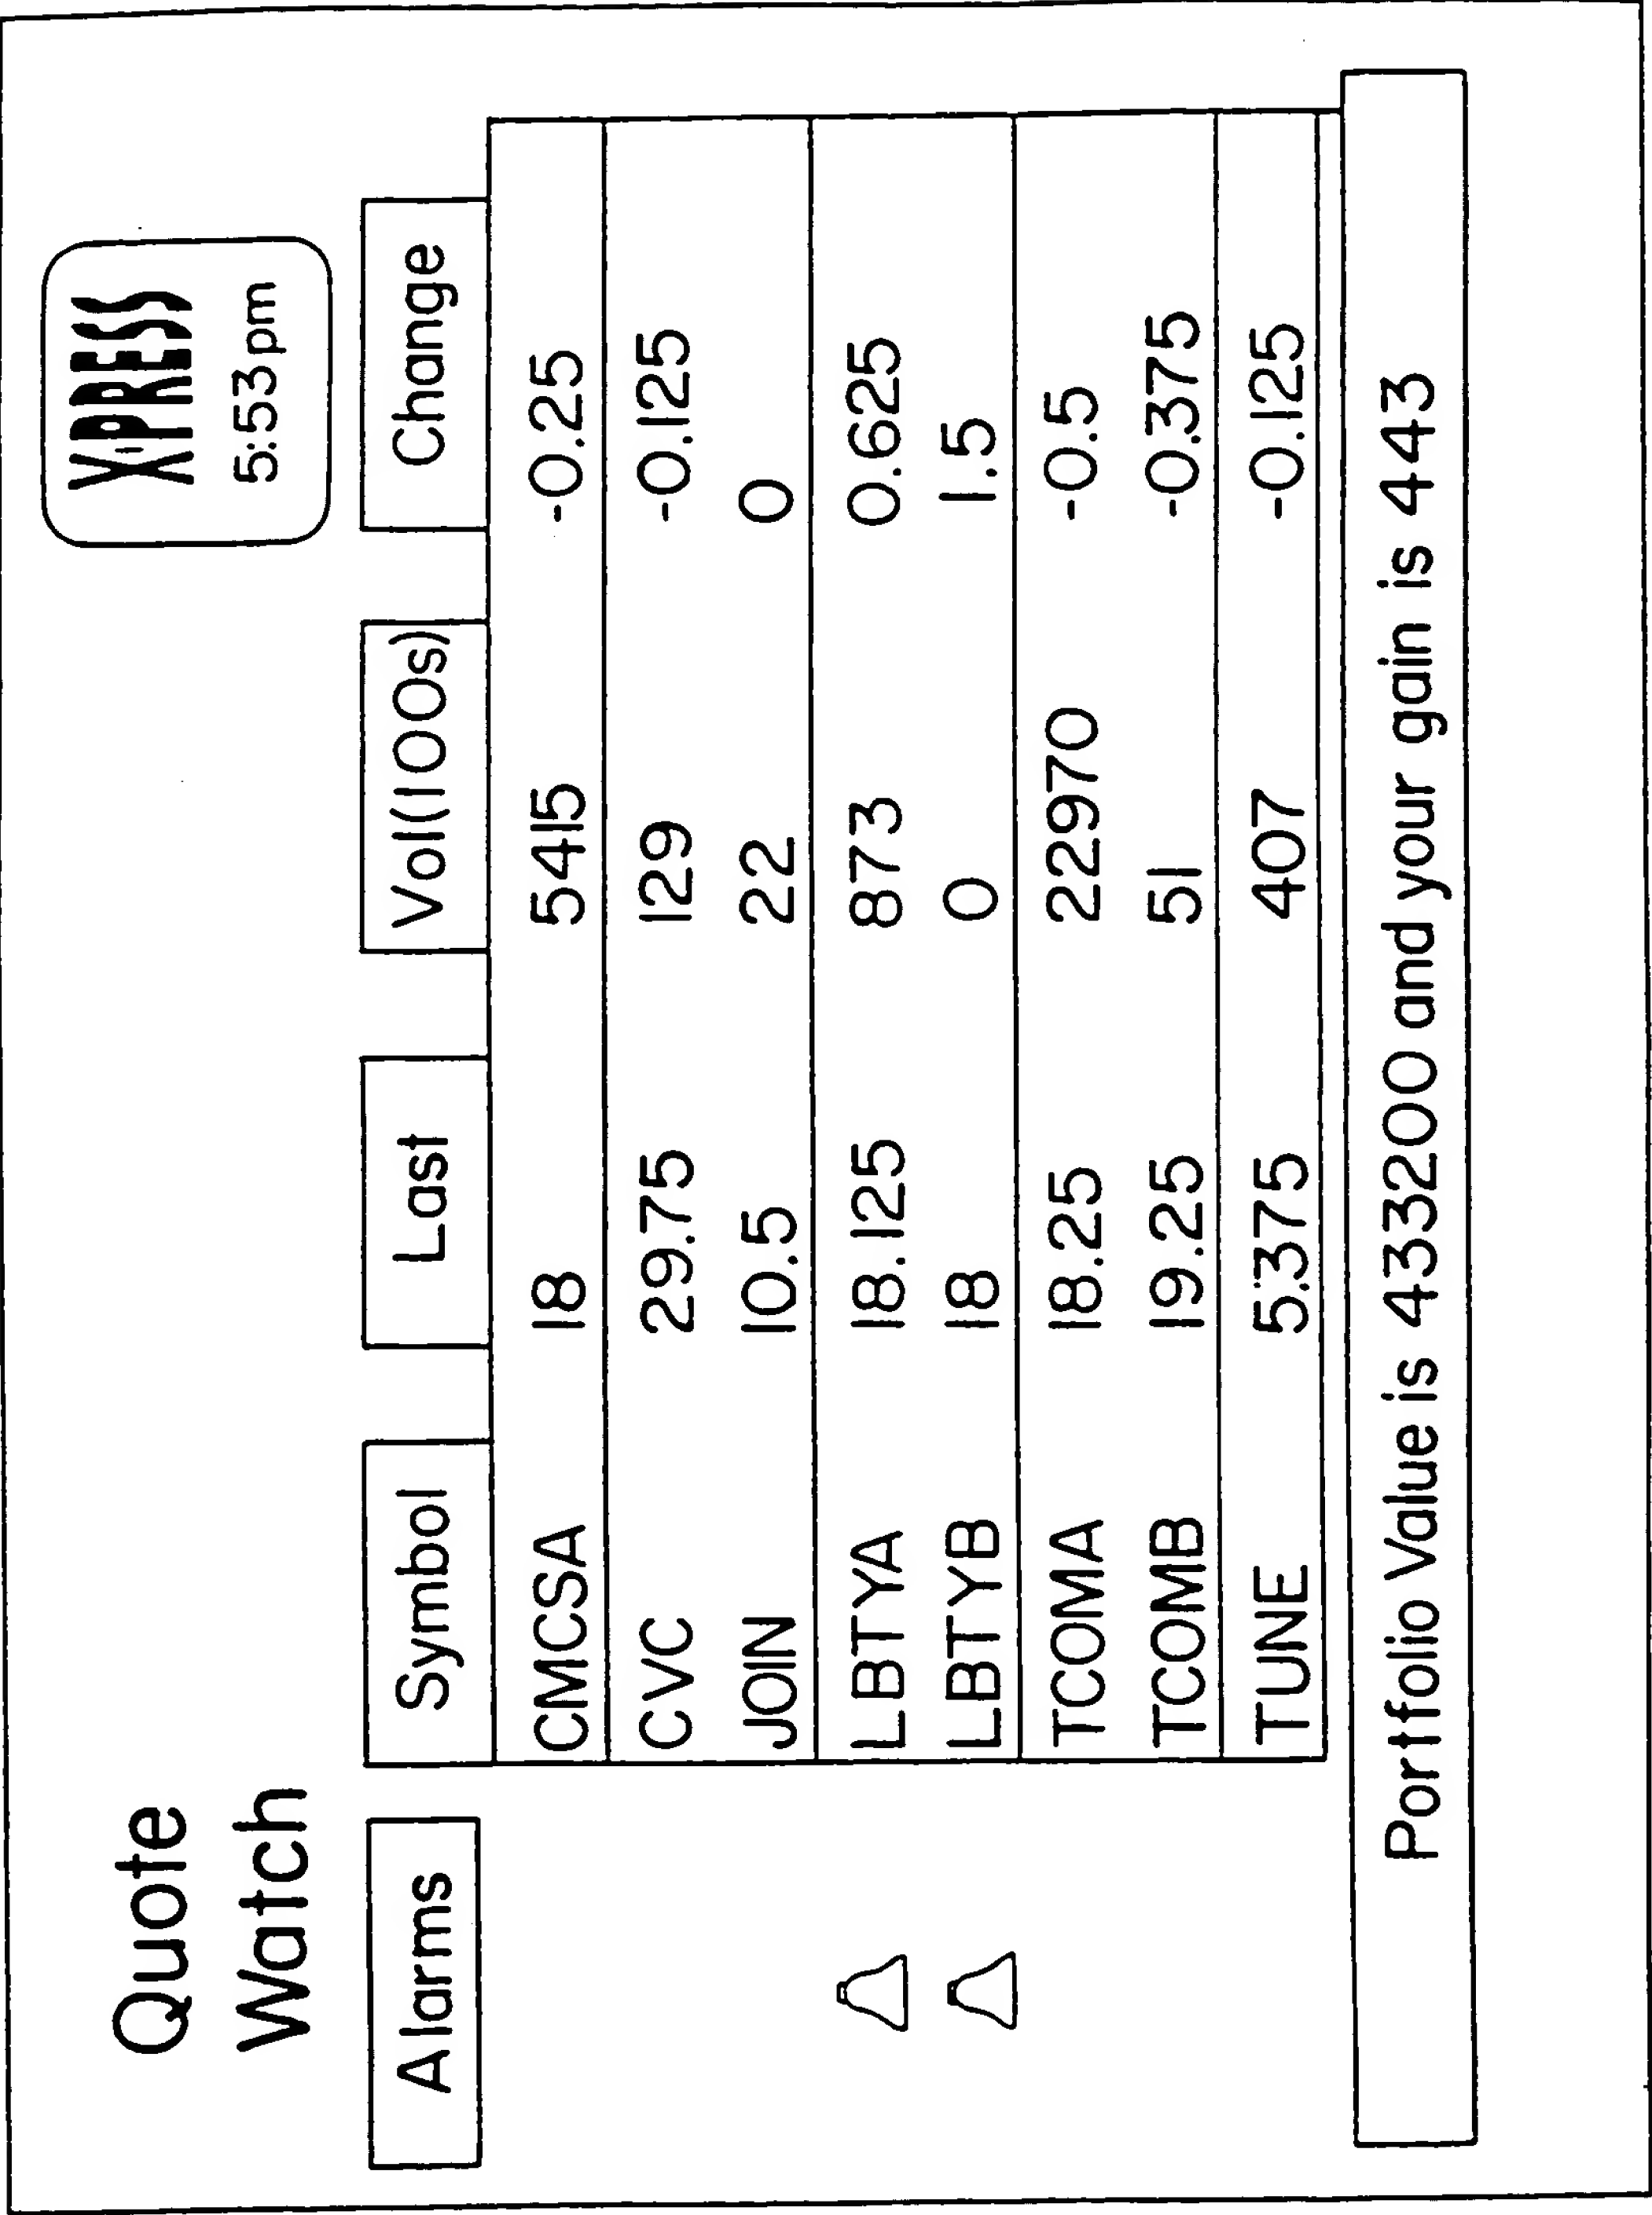 Quote
Watch
X·PRESS
5:53pm
Alarms Symbol Last Vol(100s) Change
CMCSA 18 5415 -0.25
CVC 29.75 129 -0.125
JOIN 10.5 22 0
LBTYA 18.125 873 0.625
LBTYB 18 0 1.5
TCOMA 18.25 22970 -0.5
TCOMB 19.25 51 -0.375
TUNE 5.375 407 -0.125
Portfolio Value is 433200 and your gain is 443